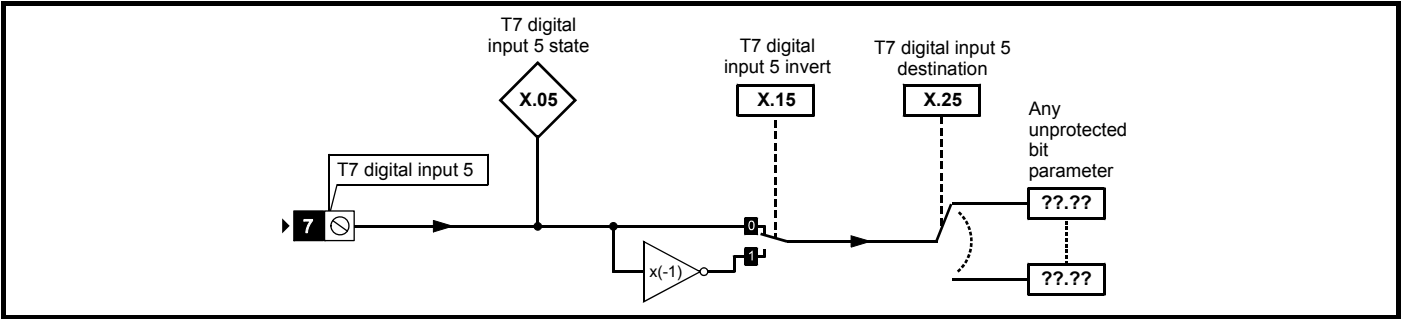 T7 digital
input 5 state
X.05
T7 digital
input 5 invert
X.15
T7 digital input 5
destination
X.25
Any
unprotected
bit
parameter
T7 digital input 5
7
0
1
x(-1)
??.??
??.??